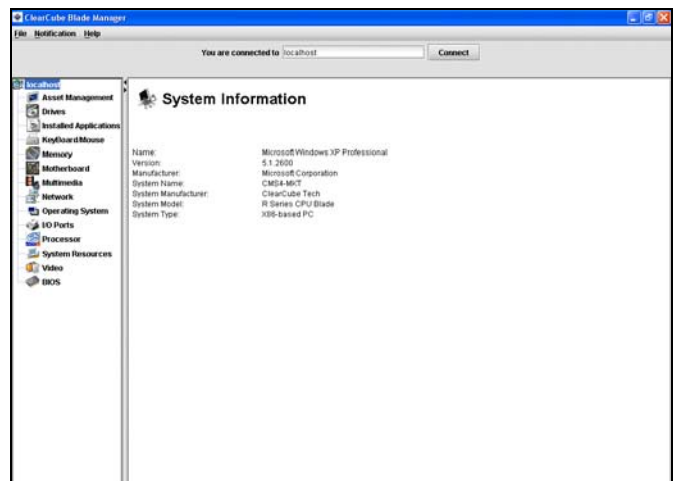 ClearCube Blade Manager
File Notification Help
You are connected to localhost Connect
localhost
Asset Management
Drives
Installed Applications
KeyBoard/Mouse
Memory
Motherboard
Multimedia
Network
Operating System
I/O Ports
Processor
System Resources
Video
BIOS
System Information
Name: Microsoft Windows XP Professional
Version: 5.1.2600
Manufacturer: Microsoft Corporation
System Name: CMS4-MKT
System Manufacturer: ClearCube Tech
System Model: R Series CPU Blade
System Type: X86-based PC